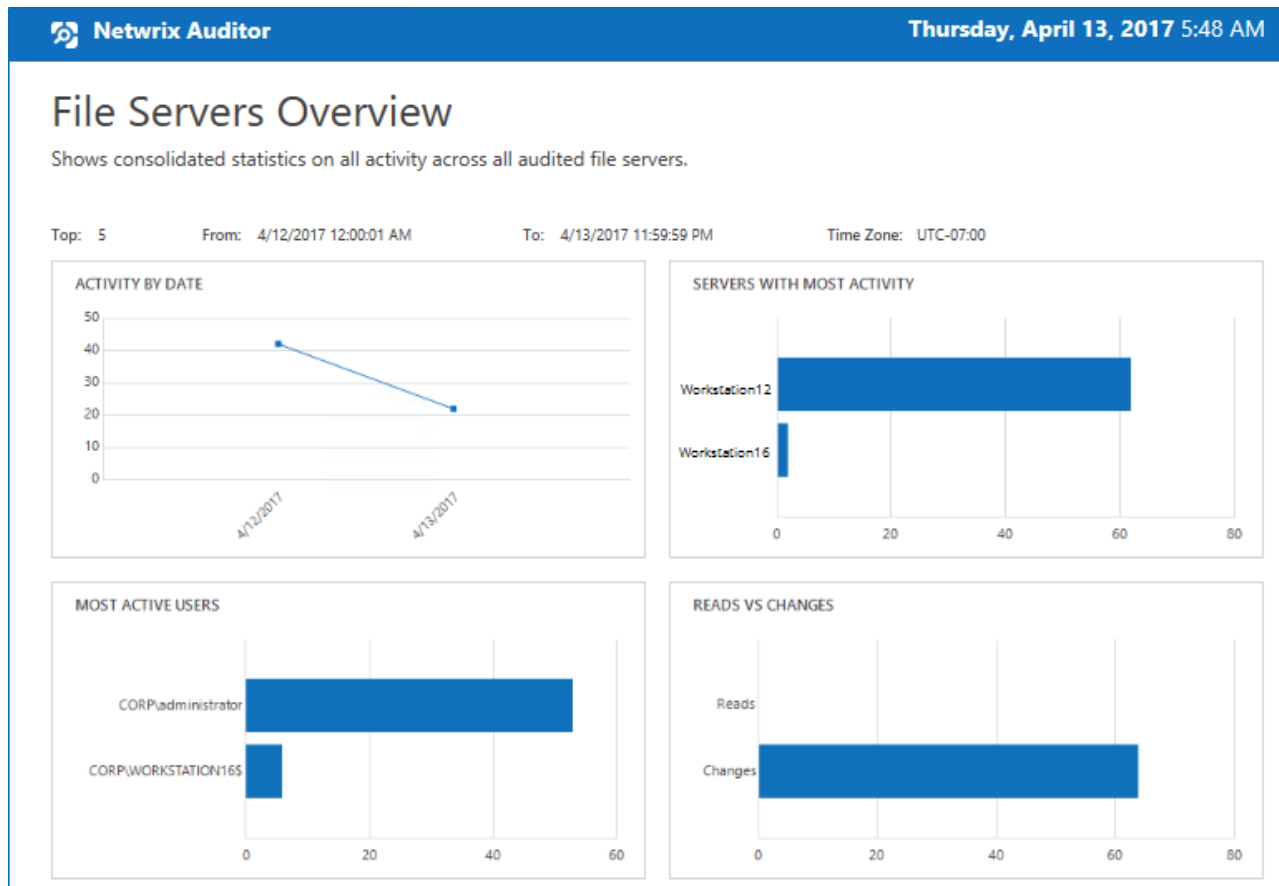 Netwrix Auditor
Thursday, April 13, 2017 5:48 AM
File Servers Overview
Shows consolidated statistics on all activity across all audited file servers.
Top: 5 From: 4/12/2017 12:00:01 AM To: 4/13/2017 11:59:59 PM Time Zone: UTC-07:00
ACTIVITY BY DATE
50
40
30
20
10
0
4/12/2017 4/13/2017
SERVERS WITH MOST ACTIVITY
Workstation12
Workstation16
0 20 40 60 80
MOST ACTIVE USERS
CORP\administrator
CORP\WORKSTATION16$
0 20 40 60
READS VS CHANGES
Reads
Changes
0 20 40 60 80